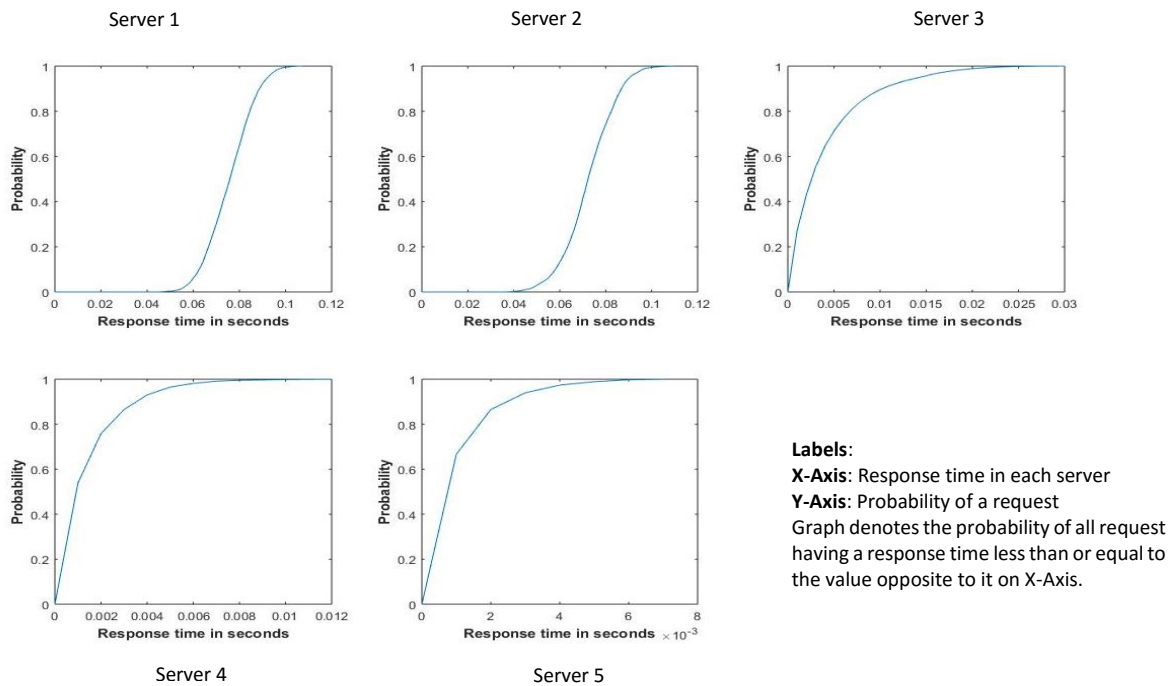 Server 1
Server 2
Server 3
Probability
1
0.8
0.6
0.4
0.2
0
0 0.02 0.04 0.06 0.08 0.1 0.12
Response time in seconds
Probability
1
0.8
0.6
0.4
0.2
0
0 0.02 0.04 0.06 0.08 0.1 0.12
Response time in seconds
Probability
1
0.8
0.6
0.4
0.2
0
0 0.005 0.01 0.015 0.02 0.025 0.03
Response time in seconds
Probability
1
0.8
0.6
0.4
0.2
0
0 0.002 0.004 0.006 0.008 0.01 0.012
Response time in seconds
Server 4
Probability
1
0.8
0.6
0.4
0.2
0
0 2 4 6 8
Response time in seconds × 10⁻³
Server 5
Labels:
X-Axis: Response time in each server
Y-Axis: Probability of a request
Graph denotes the probability of all request
having a response time less than or equal to
the value opposite to it on X-Axis.